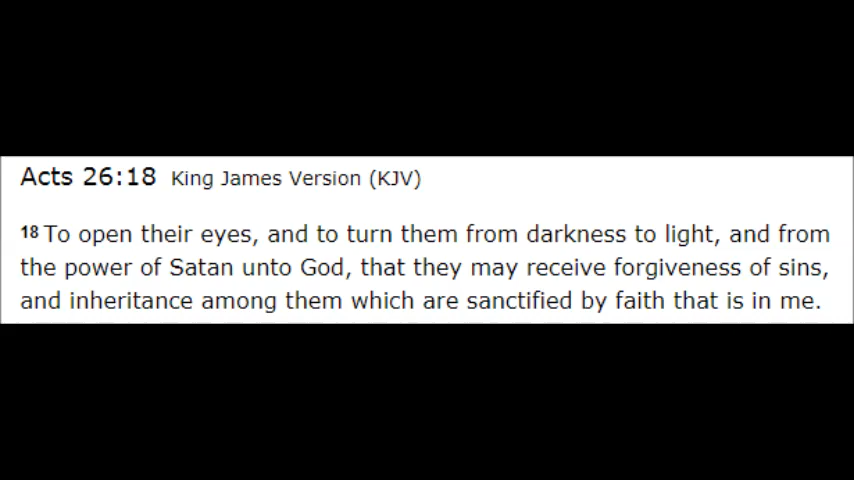 Acts 26:18 King James Version (KJV)
18 To open their eyes, and to turn them from darkness to light, and from
the power of Satan unto God, that they may receive forgiveness of sins,
and inheritance among them which are sanctified by faith that is in me.